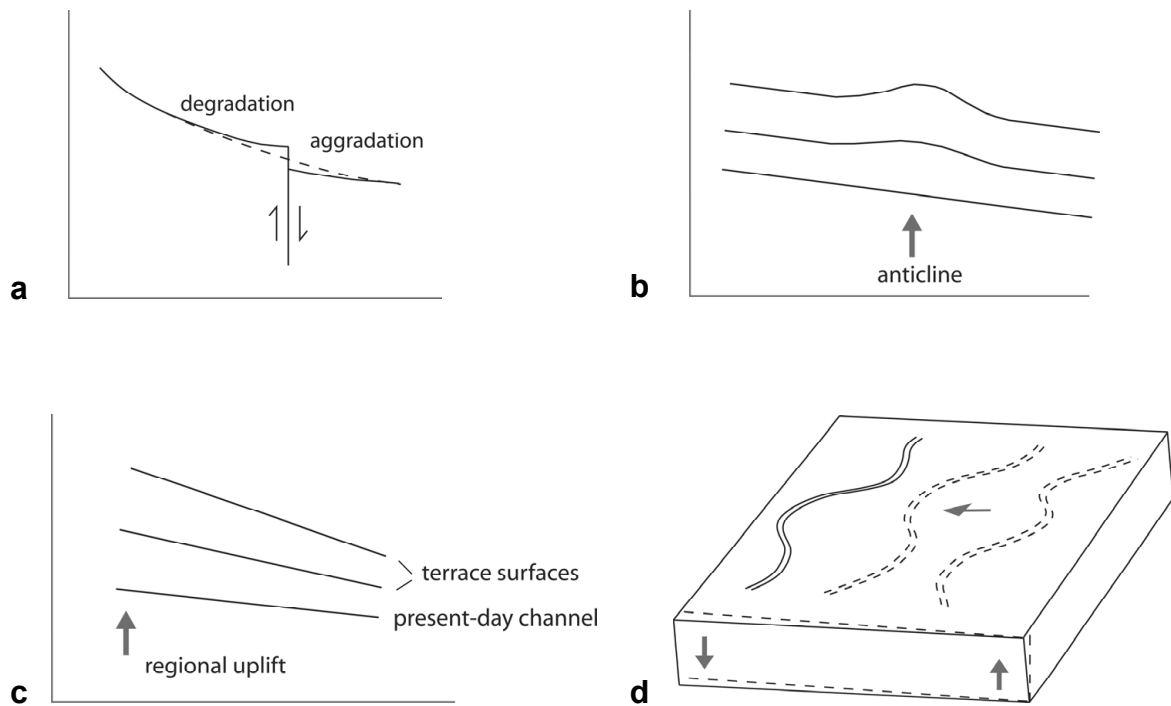 degradation
aggradation
a
anticline
b
terrace surfaces
present-day channel
regional uplift
c
d